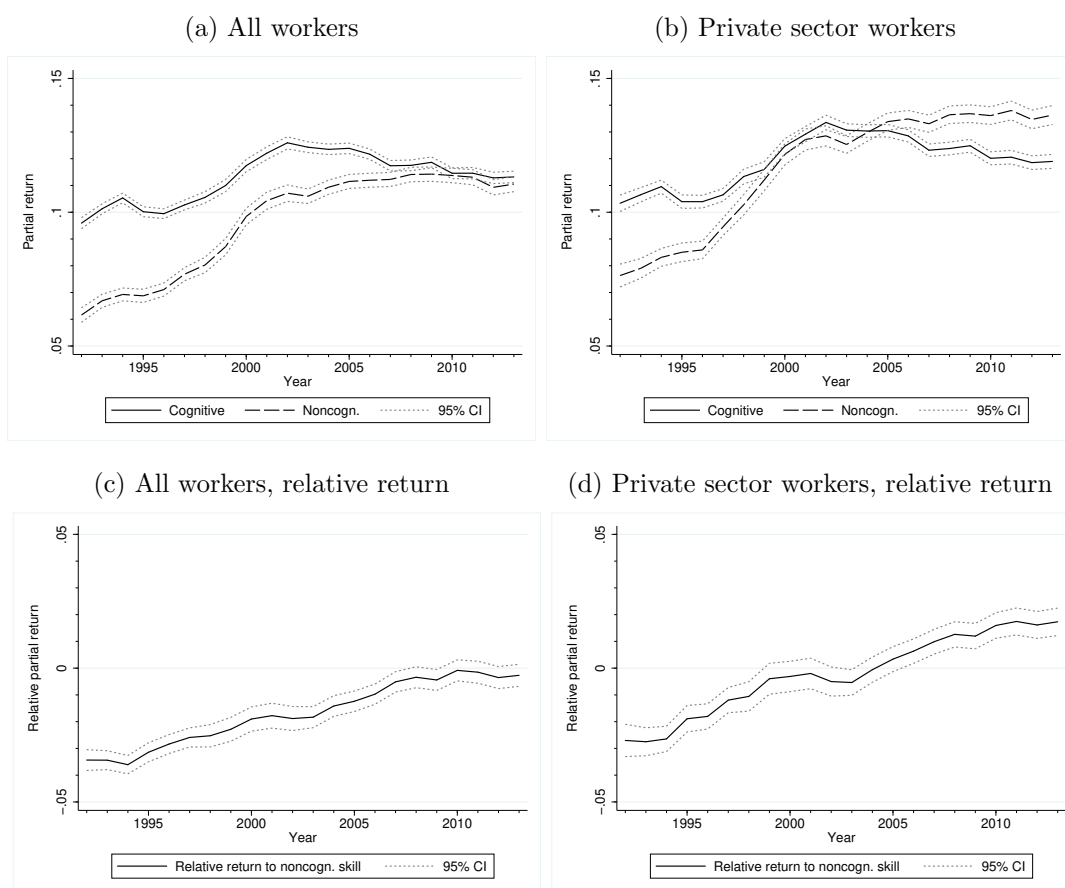 (a) All workers
(b) Private sector workers
.15
.1
.05
Partial return
1995 2000 2005 2010
Year
Cognitive Noncogn. 95% CI
.15
.1
.05
Partial return
1995 2000 2005 2010
Year
Cognitive Noncogn. 95% CI
(c) All workers, relative return
(d) Private sector workers, relative return
.05
0
-.05
Relative partial return
1995 2000 2005 2010
Year
Relative return to noncogn. skill 95% CI
.05
0
-.05
Relative partial return
1995 2000 2005 2010
Year
Relative return to noncogn. skill 95% CI